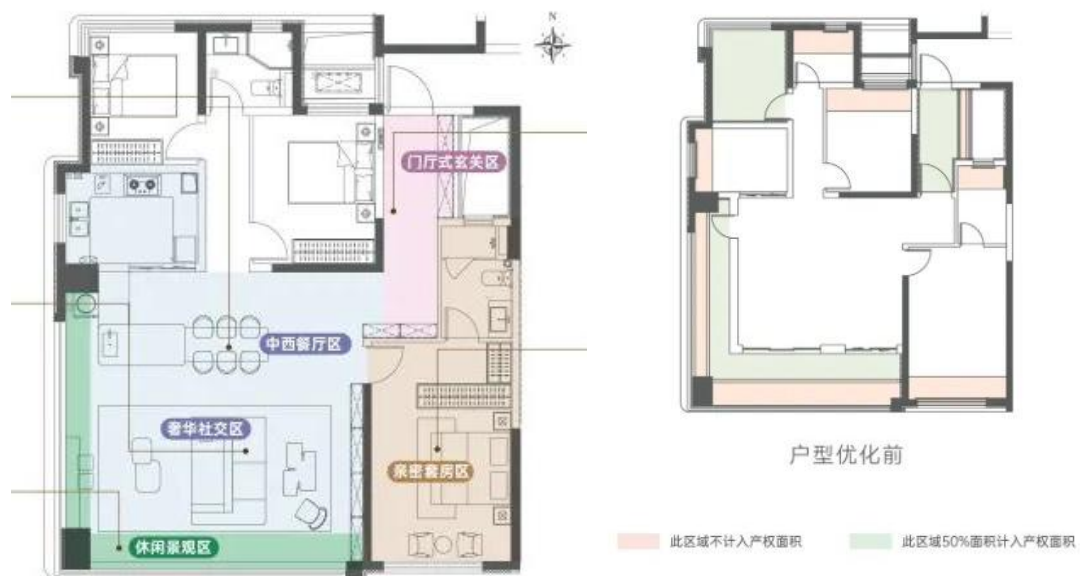 N
门厅式玄关区
中西餐厅区
奢华社交区
亲密套房区
休闲景观区
户型优化前
此区域不计入产权面积
此区域50%面积计入产权面积